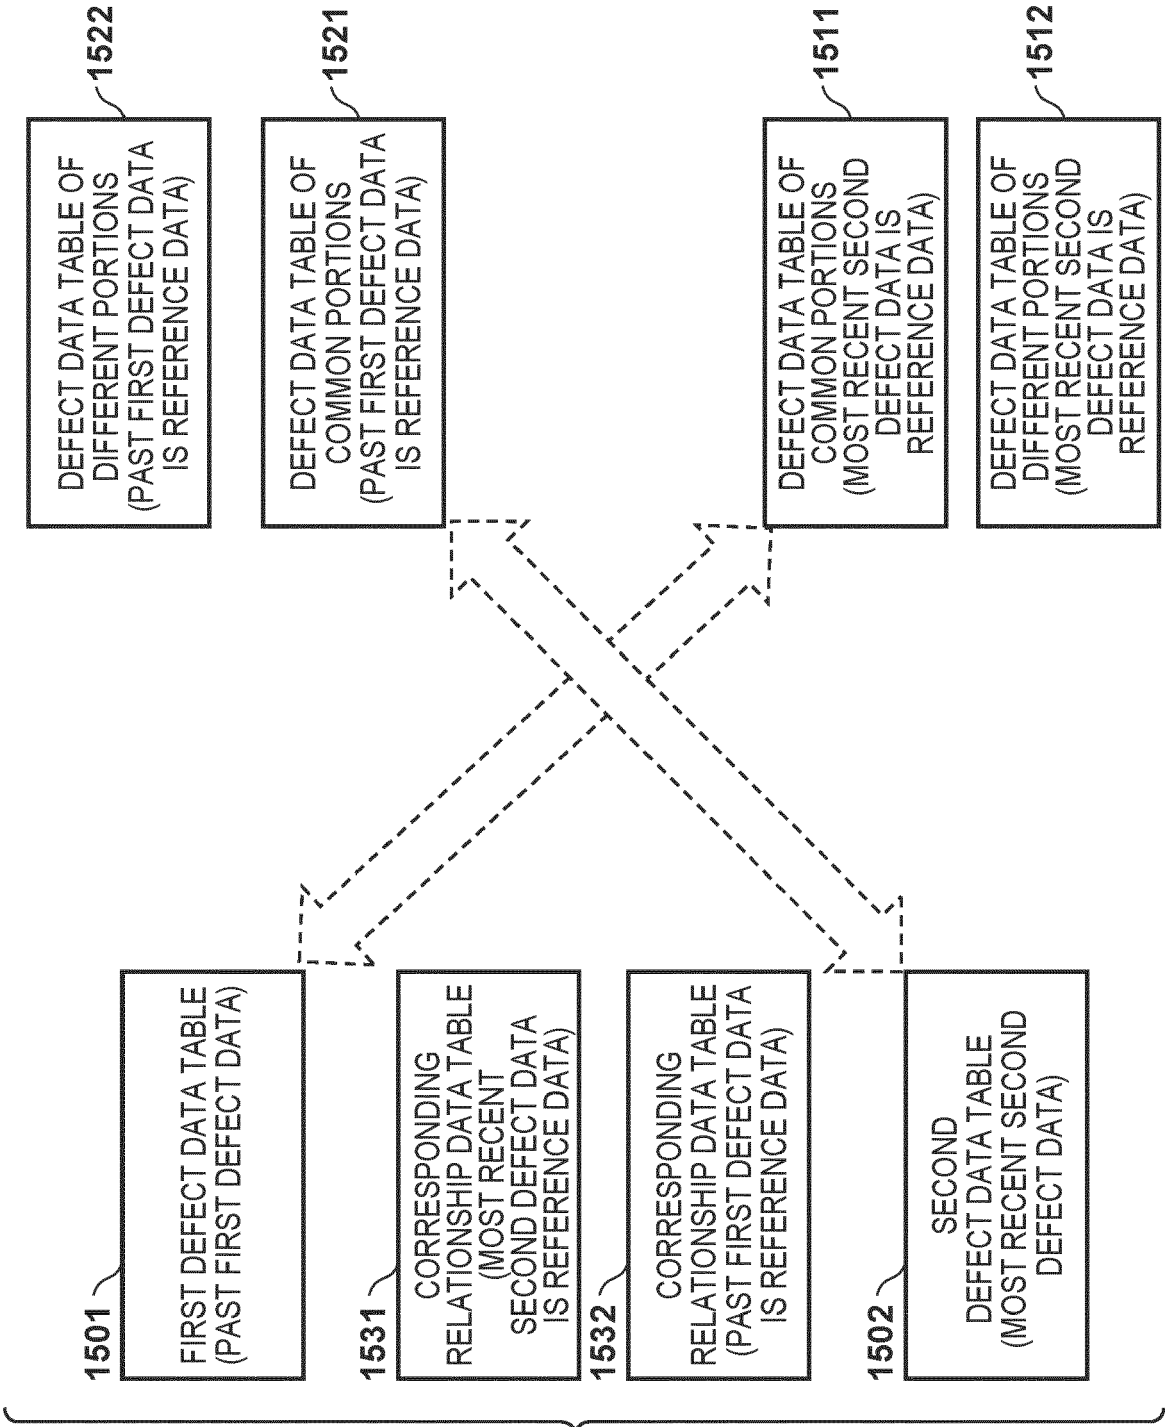 1501
FIRST DEFECT DATA TABLE
(PAST FIRST DEFECT DATA)
1531
CORRESPONDING
RELATIONSHIP DATA TABLE
(MOST RECENT
SECOND DEFECT DATA
IS REFERENCE DATA)
1532
CORRESPONDING
RELATIONSHIP DATA TABLE
(PAST FIRST DEFECT DATA
IS REFERENCE DATA)
1502
SECOND
DEFECT DATA TABLE
(MOST RECENT SECOND
DEFECT DATA)
1522
DEFECT DATA TABLE OF
DIFFERENT PORTIONS
(PAST FIRST DEFECT DATA
IS REFERENCE DATA)
1521
DEFECT DATA TABLE OF
COMMON PORTIONS
(PAST FIRST DEFECT DATA
IS REFERENCE DATA)
1511
DEFECT DATA TABLE OF
COMMON PORTIONS
(MOST RECENT SECOND
DEFECT DATA IS
REFERENCE DATA)
1512
DEFECT DATA TABLE OF
DIFFERENT PORTIONS
(MOST RECENT SECOND
DEFECT DATA IS
REFERENCE DATA)